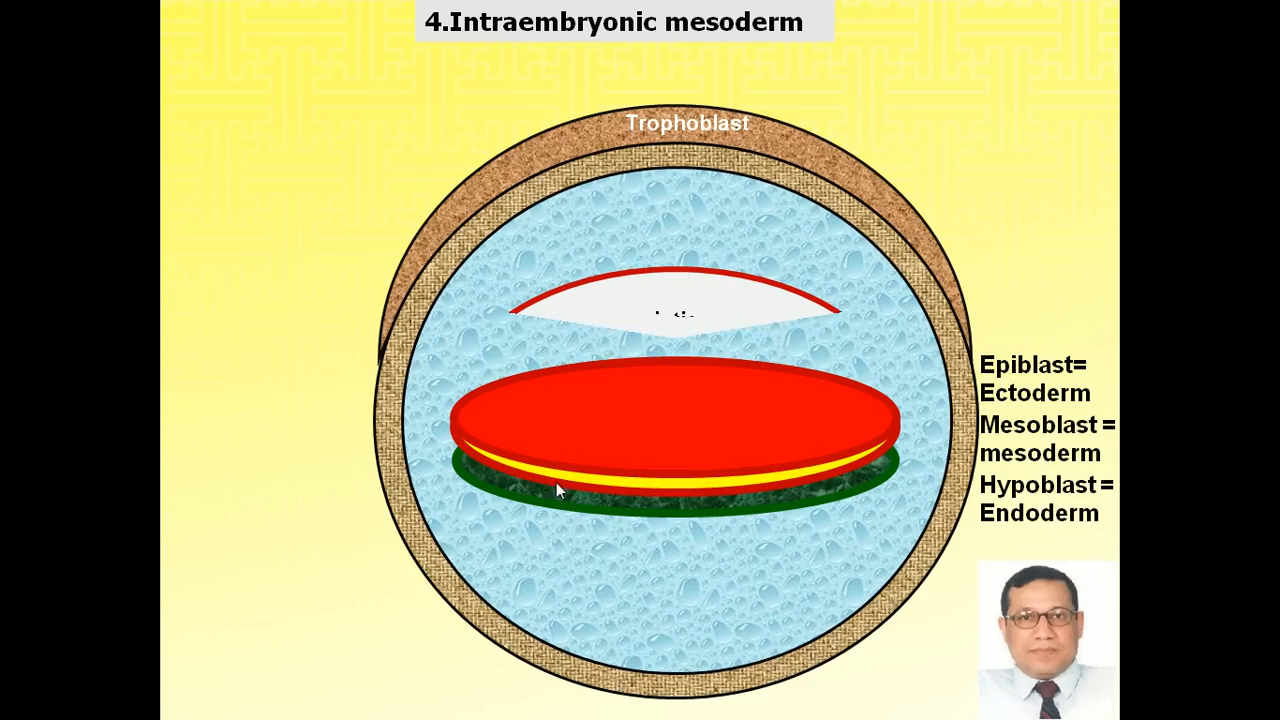 4.Intraembryonic mesoderm
Trophoblast
Epiblast=
Ectoderm
Mesoblast =
mesoderm
Hypoblast =
Endoderm